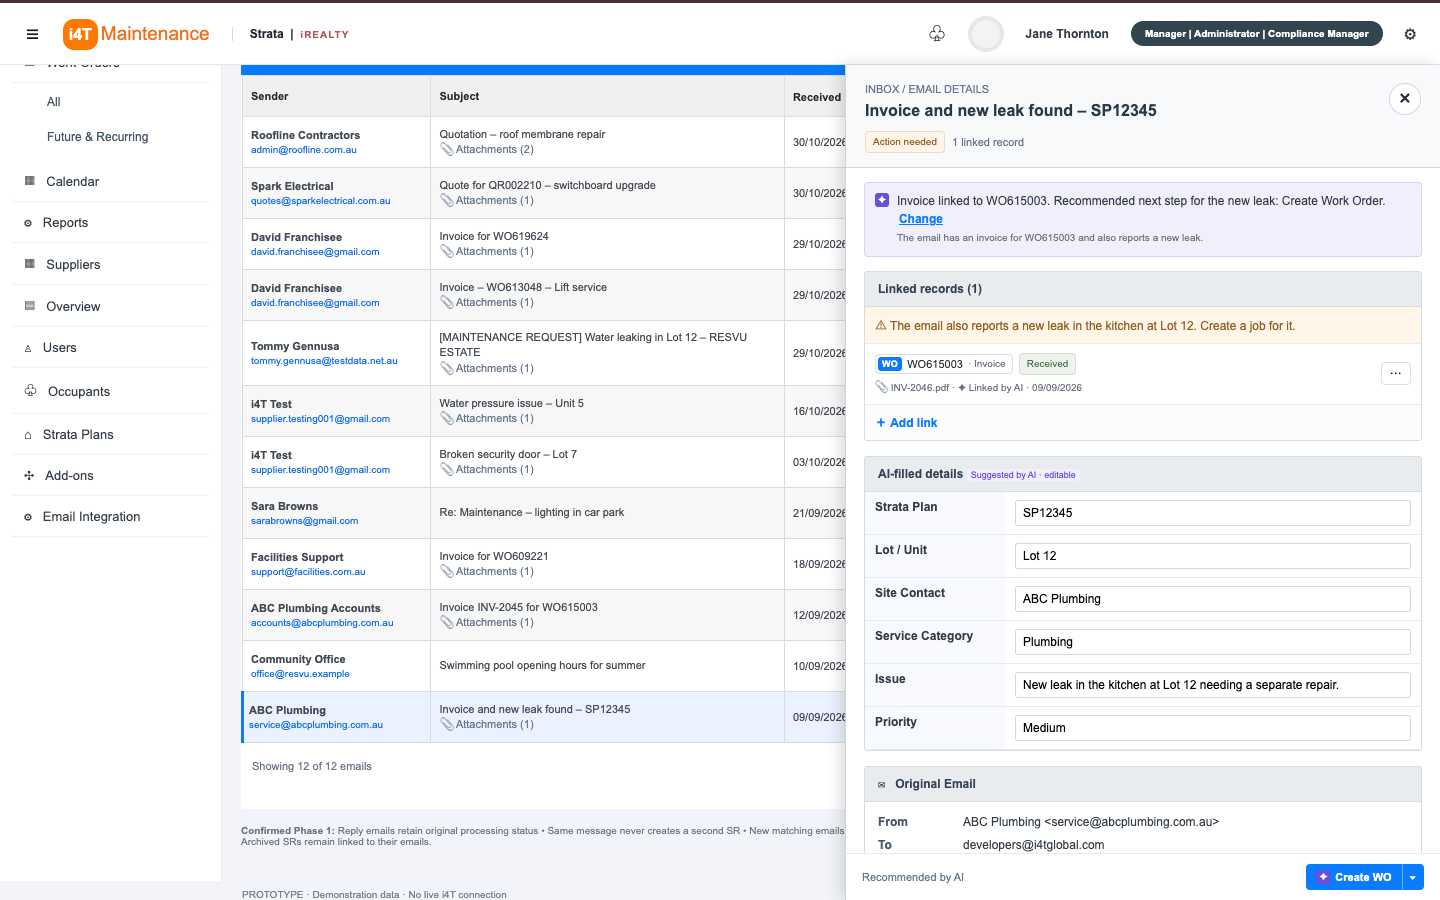 i4T Maintenance
Strata | iREALTY
Jane Thornton
Manager | Administrator | Compliance Manager
Work Orders
All
Future & Recurring
Calendar
Reports
Suppliers
Overview
Users
Occupants
Strata Plans
Add-ons
Email Integration
Sender Subject Received
Roofline Contractors
admin@roofline.com.au
Quotation – roof membrane repair
Attachments (2)
30/10/2026
Spark Electrical
quotes@sparkelectrical.com.au
Quote for QR002210 – switchboard upgrade
Attachments (1)
30/10/2026
David Franchisee
david.franchisee@gmail.com
Invoice for WO619624
Attachments (1)
29/10/2026
David Franchisee
david.franchisee@gmail.com
Invoice – WO613048 – Lift service
Attachments (1)
29/10/2026
Tommy Gennusa
tommy.gennusa@testdata.net.au
[MAINTENANCE REQUEST] Water leaking in Lot 12 – RESVU
ESTATE
Attachments (1)
29/10/2026
i4T Test
supplier.testing001@gmail.com
Water pressure issue – Unit 5
Attachments (1)
16/10/2026
i4T Test
supplier.testing001@gmail.com
Broken security door – Lot 7
Attachments (1)
03/10/2026
Sara Browns
sarabrowns@gmail.com
Re: Maintenance – lighting in car park
21/09/2026
Facilities Support
support@facilities.com.au
Invoice for WO609221
Attachments (1)
18/09/2026
ABC Plumbing Accounts
accounts@abcplumbing.com.au
Invoice INV-2045 for WO615003
Attachments (1)
12/09/2026
Community Office
office@resvu.example
Swimming pool opening hours for summer
10/09/2026
ABC Plumbing
service@abcplumbing.com.au
Invoice and new leak found – SP12345
Attachments (1)
09/09/2026
Showing 12 of 12 emails
Confirmed Phase 1: Reply emails retain original processing status • Same message never creates a second SR • New matching emails
Archived SRs remain linked to their emails.
PROTOTYPE · Demonstration data · No live i4T connection
INBOX / EMAIL DETAILS
Invoice and new leak found – SP12345
Action needed 1 linked record
Invoice linked to WO615003. Recommended next step for the new leak: Create Work Order.
Change
The email has an invoice for WO615003 and also reports a new leak.
Linked records (1)
The email also reports a new leak in the kitchen at Lot 12. Create a job for it.
WO WO615003 · Invoice Received
INV-2046.pdf · ✦ Linked by AI · 09/09/2026
+ Add link
AI-filled details Suggested by AI · editable
Strata Plan SP12345
Lot / Unit Lot 12
Site Contact ABC Plumbing
Service Category Plumbing
Issue New leak in the kitchen at Lot 12 needing a separate repair.
Priority Medium
Original Email
From ABC Plumbing <service@abcplumbing.com.au>
To developers@i4tglobal.com
Recommended by AI
Create WO